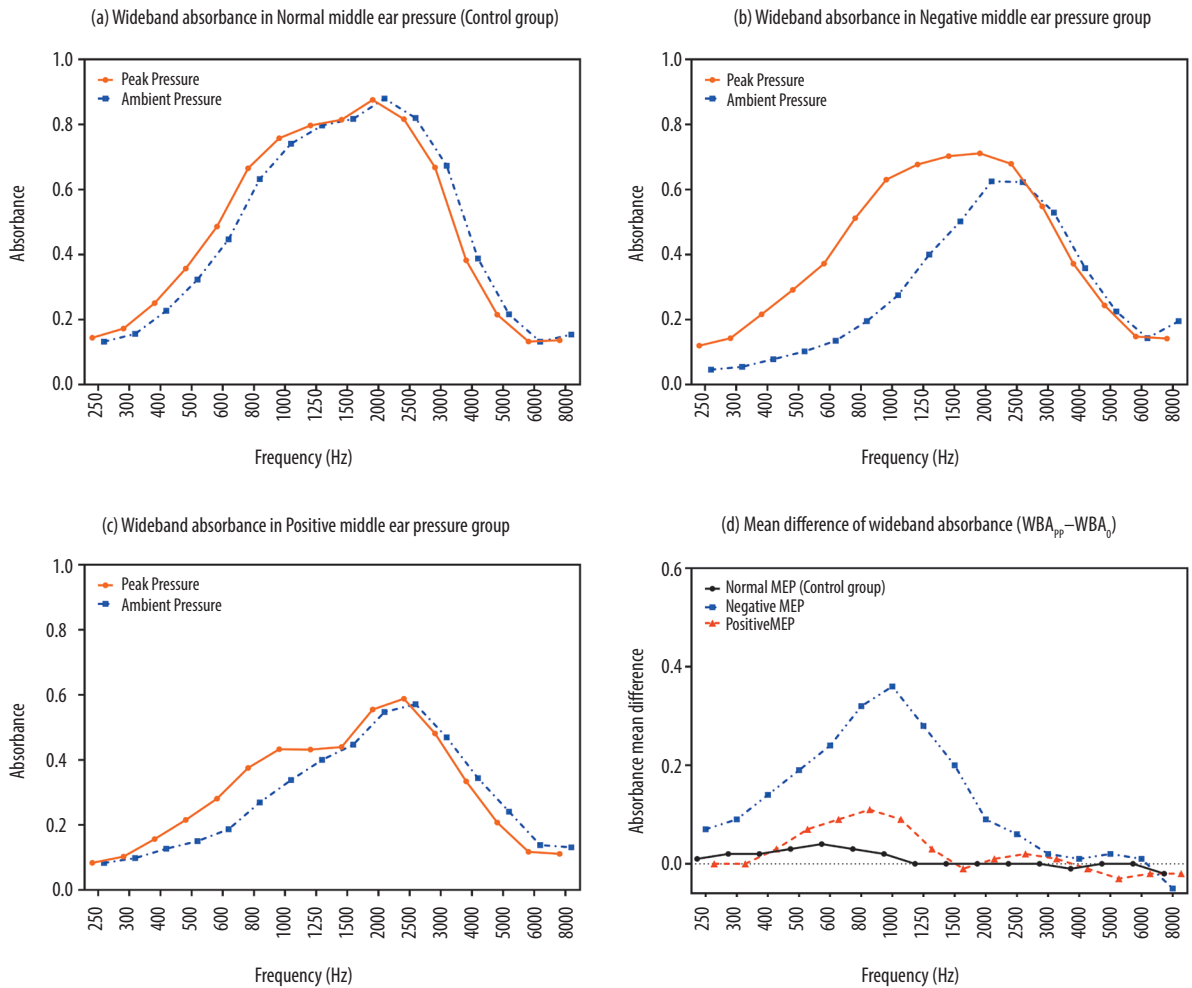 (a) Wideband absorbance in Normal middle ear pressure (Control group)
1.0
0.8
0.6
0.4
0.2
0.0
Absorbance
Peak Pressure
Ambient Pressure
250 300 400 500 600 800 1000 1250 1500 2000 2500 3000 4000 5000 6000 8000
Frequency (Hz)
(b) Wideband absorbance in Negative middle ear pressure group
1.0
0.8
0.6
0.4
0.2
0.0
Absorbance
Peak Pressure
Ambient Pressure
250 300 400 500 600 800 1000 1250 1500 2000 2500 3000 4000 5000 6000 8000
Frequency (Hz)
(c) Wideband absorbance in Positive middle ear pressure group
1.0
0.8
0.6
0.4
0.2
0.0
Absorbance
Peak Pressure
Ambient Pressure
250 300 400 500 600 800 1000 1250 1500 2000 2500 3000 4000 5000 6000 8000
Frequency (Hz)
(d) Mean difference of wideband absorbance (WBAPP–WBA0)
0.6
0.4
0.2
0.0
Absorbance mean difference
Normal MEP (Control group)
Negative MEP
PositiveMEP
250 300 400 500 600 800 1000 1250 1500 2000 2500 3000 4000 5000 6000 8000
Frequency (Hz)